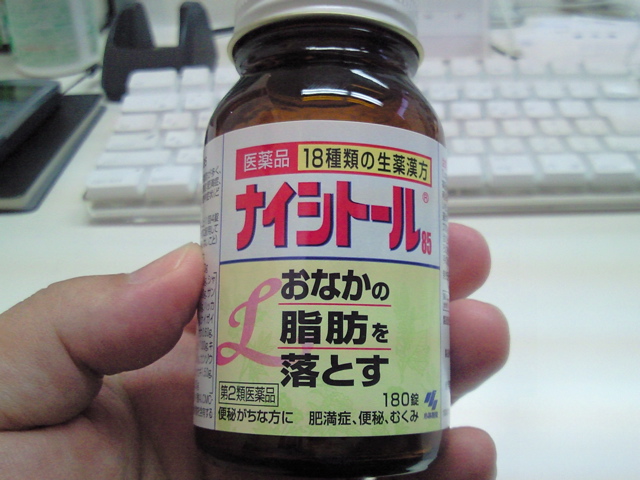 医薬品 18種類の生薬漢方
ナイシトール® 85
L
おなかの
脂肪を
落とす
第2類医薬品
180錠
便秘がちな方に 肥満症、便秘、むくみ